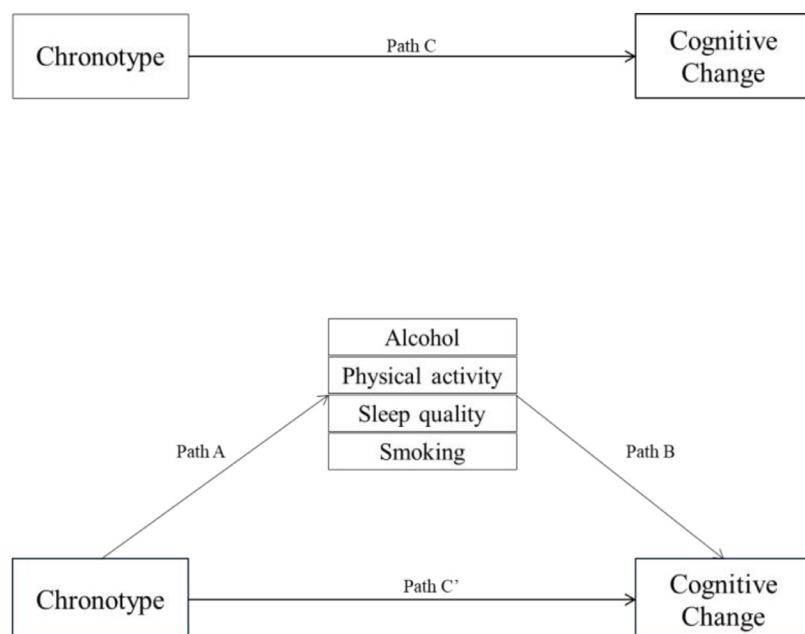 Chronotype
Path C
Cognitive
Change
Alcohol
Physical activity
Sleep quality
Smoking
Path A
Path B
Chronotype
Path C’
Cognitive
Change